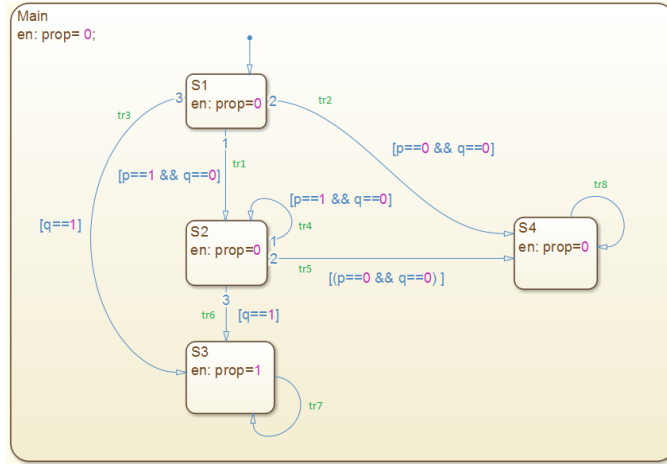 Main
en: prop= 0;
S1
en: prop=0
3
2
1
tr3
tr2
tr1
[p==1 && q==0]
[p==0 && q==0]
[q==1]
[p==1 && q==0]
tr8
S2
en: prop=0
1
2
3
tr4
tr5
[(p==0 && q==0) ]
S4
en: prop=0
tr6
[q==1]
S3
en: prop=1
tr7